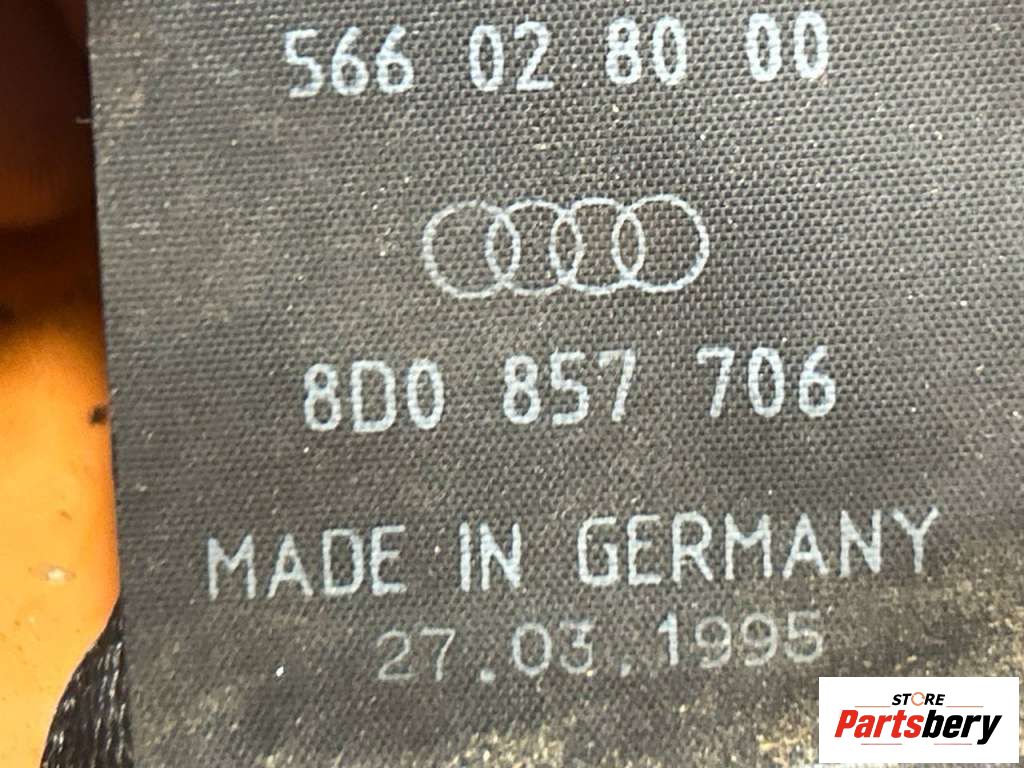 566 02 80 00
8D0 857 706
MADE IN GERMANY
27.03.1995
STORE
Partsbery